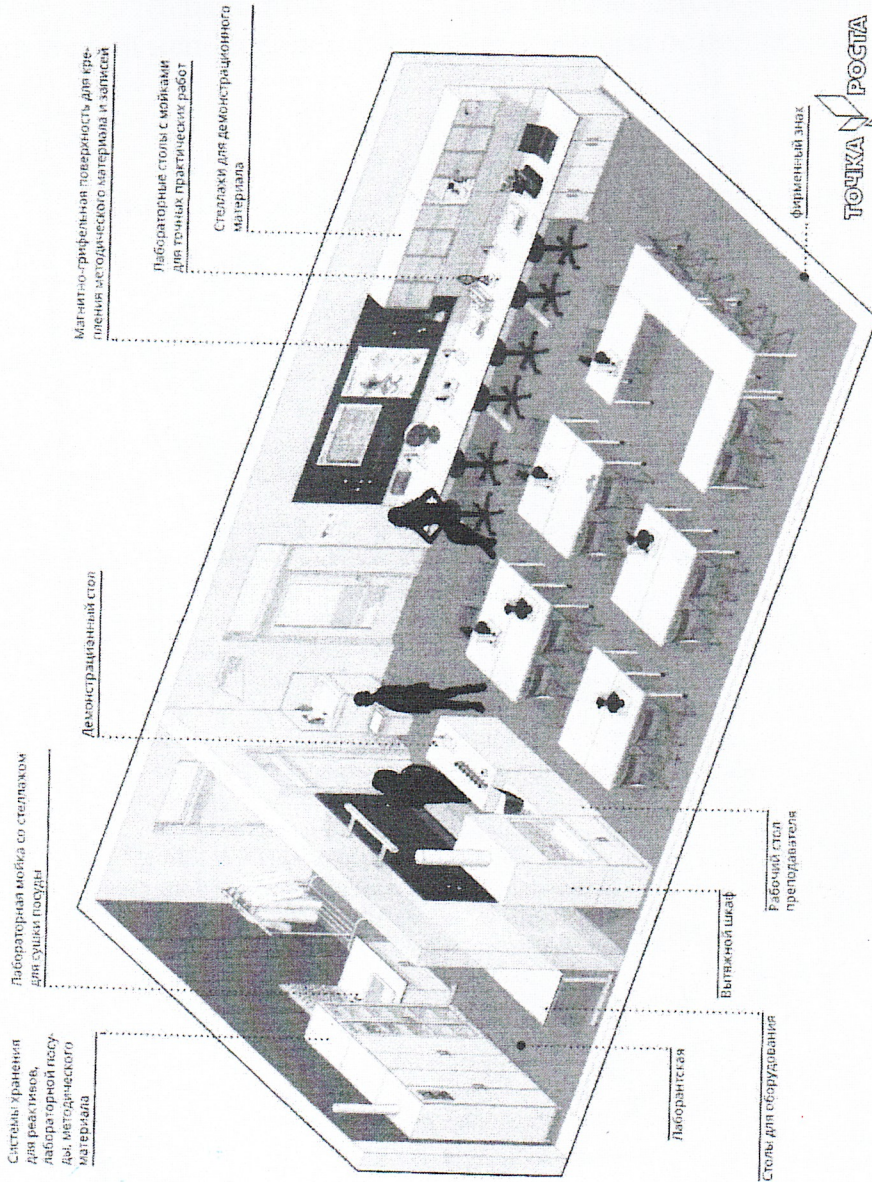 Системы хранения
для реактивов,
лабораторной посу-
ды, методического
материала
Лабораторная мойка со стеллажом
для сушки посуды
Демонстрационный стол
Магнитно-грифельная поверхность для кре-
пления методического материала и записей
Лабораторные столы с мойками
для точных практических работ
Стеллажи для демонстрационного
материала
Лаборантская
Столы для оборудования
Вытяжной шкаф
Рабочий стол
преподавателя
фирменный знак
ТОЧКА РОСТА